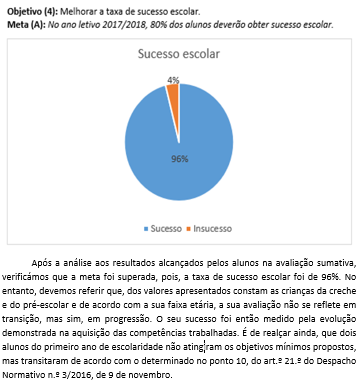 Objetivo (4): Melhorar a taxa de sucesso escolar.
Meta (A): No ano letivo 2017/2018, 80% dos alunos deverão obter sucesso escolar.
Sucesso escolar
4%
96%
Sucesso Insucesso
Após a análise aos resultados alcançados pelos alunos na avaliação sumativa,
verificámos que a meta foi superada, pois, a taxa de sucesso escolar foi de 96%. No
entanto, devemos referir que, dos valores apresentados constam as crianças da creche
e do pré-escolar e de acordo com a sua faixa etária, a sua avaliação não se reflete em
transição, mas sim, em progressão. O seu sucesso foi então medido pela evolução
demonstrada na aquisição das competências trabalhadas. É de realçar ainda, que dois
alunos do primeiro ano de escolaridade não atingiram os objetivos mínimos propostos,
mas transitaram de acordo com o determinado no ponto 10, do art.º 21.º do Despacho
Normativo n.º 3/2016, de 9 de novembro.